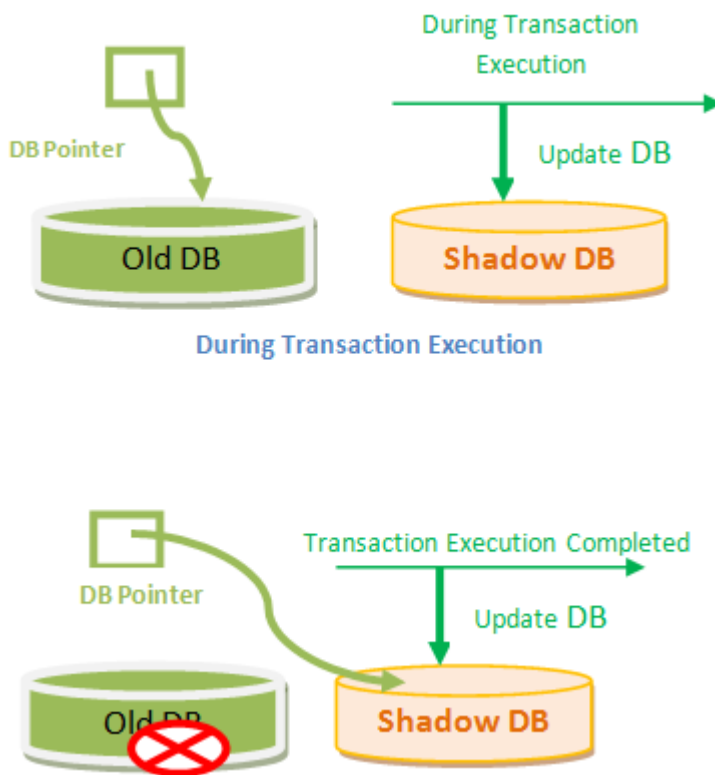 During Transaction
Execution
DB Pointer
Update DB
Old DB
Shadow DB
During Transaction Execution
Transaction Execution Completed
DB Pointer
Update DB
Old DB
Shadow DB